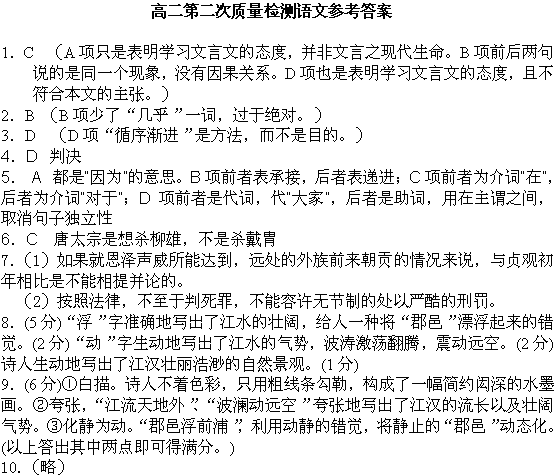 高二第二次质量检测语文参考答案
1．C （A项只是表明学习文言文的态度，并非文言之现代生命。B项前后两句
说的是同一个现象，没有因果关系。D项也是表明学习文言文的态度，且不
符合本文的主张。）
2．B（B项少了“几乎”一词，过于绝对。）
3．D （D项“循序渐进”是方法，而不是目的。）
4．D 判决
5． A 都是"因为"的意思。B项前者表承接，后者表递进；C项前者为介词"在"，
后者为介词"对于"；D 项前者是代词，代"大家"，后者是助词，用在主谓之间，
取消句子独立性
6．C 唐太宗是想杀柳雄，不是杀戴胄
7．（1）如果就恩泽声威所能达到，远处的外族前来朝贡的情况来说，与贞观初
年相比是不能相提并论的。
（2）按照法律，不至于判死罪，不能容许无节制的处以严酷的刑罚。
8．(5分)“浮”字准确地写出了江水的壮阔，给人一种将“郡邑”漂浮起来的错
觉。(2分)“动”字生动地写出了江水的气势，波涛激荡翻腾，震动远空。(2分)
诗人生动地写出了江汉壮丽浩渺的自然景观。(1分)
9．(6分)①白描。诗人不着色彩，只用粗线条勾勒，构成了一幅简约闳深的水墨
画。②夸张，“江流天地外”、“波澜动远空”夸张地写出了江汉的流长以及壮阔
气势。③化静为动。“郡邑浮前浦”，利用动静的错觉，将静止的“郡邑”动态化。
(以上答出其中两点即可得满分。)
10．（略）